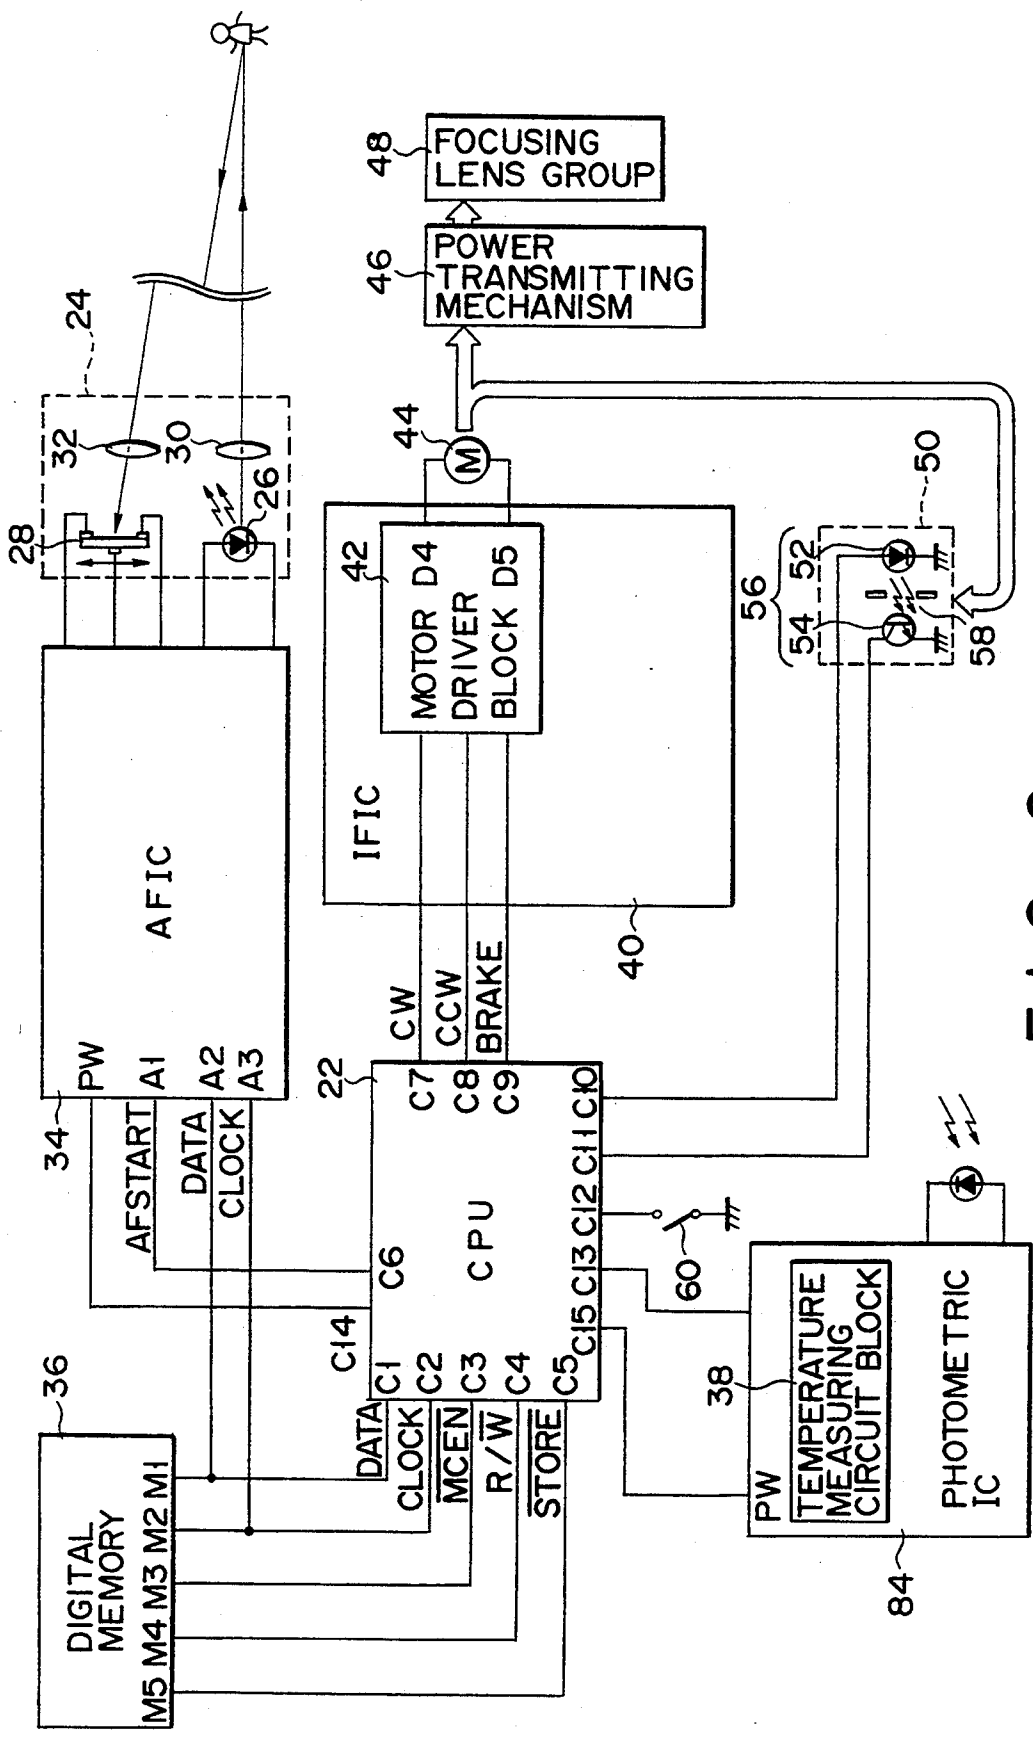 36
DIGITAL
MEMORY
M5 M4 M3 M2 M1
DATA
CLOCK
MCEN
R/W
STORE
34
AFIC
PW
A1
A2
A3
AFSTART
DATA
CLOCK
24
28
32
30
26
22
CPU
C14
C6
C1
C2
C3
C4
C5
C7
C8
C9
C15 C13 C12 C11 C10
CW
CCW
BRAKE
IFIC
40
42
MOTOR D4
DRIVER
BLOCK D5
44
M
46
POWER
TRANSMITTING
MECHANISM
48
FOCUSING
LENS GROUP
56
54
52
50
58
60
38
PW
TEMPERATURE
MEASURING
CIRCUIT BLOCK
PHOTOMETRIC
IC
84